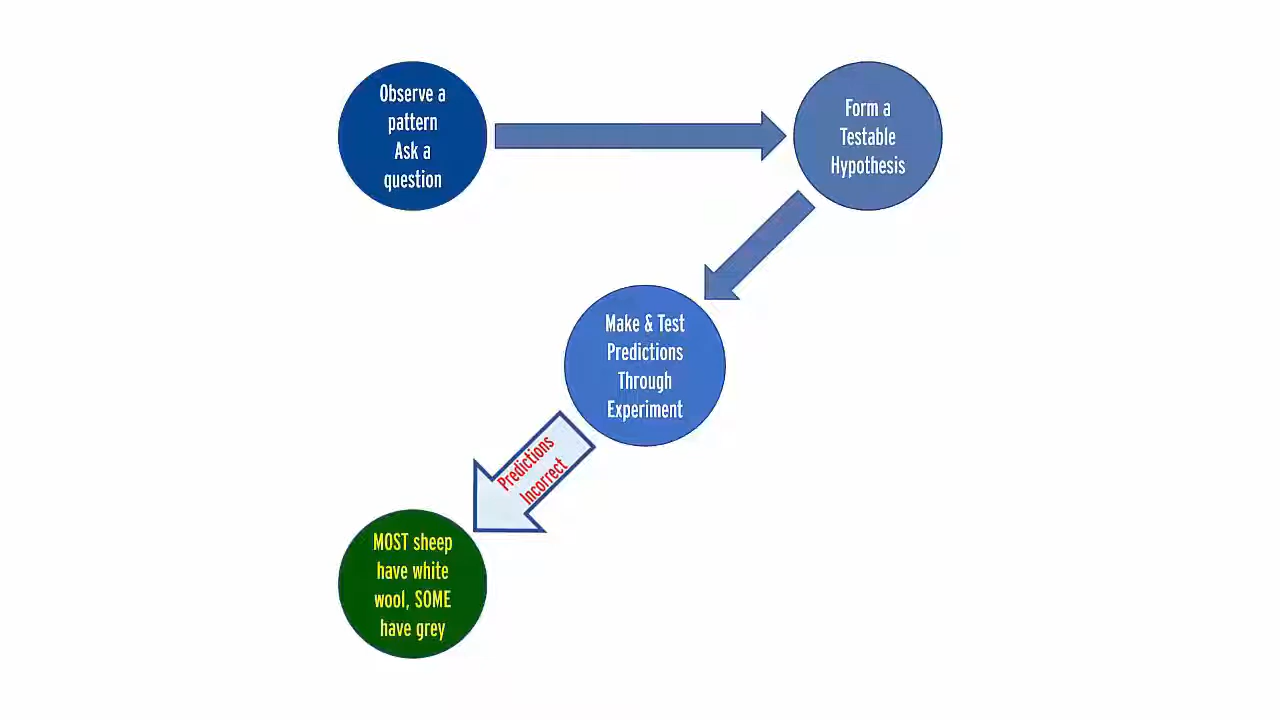 Observe a
pattern
Ask a
question
Form a
Testable
Hypothesis
Make & Test
Predictions
Through
Experiment
Predictions
Incorrect
MOST sheep
have white
wool, SOME
have grey